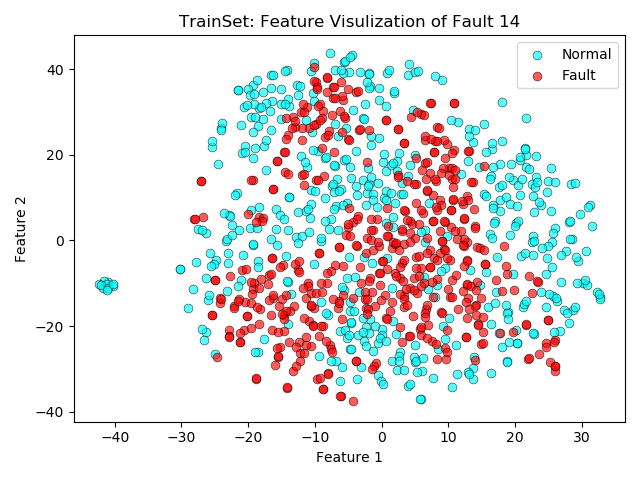 TrainSet: Feature Visulization of Fault 14
Normal
Fault
Feature 2
40
20
0
−20
−40
−40 −30 −20 −10 0 10 20 30
Feature 1